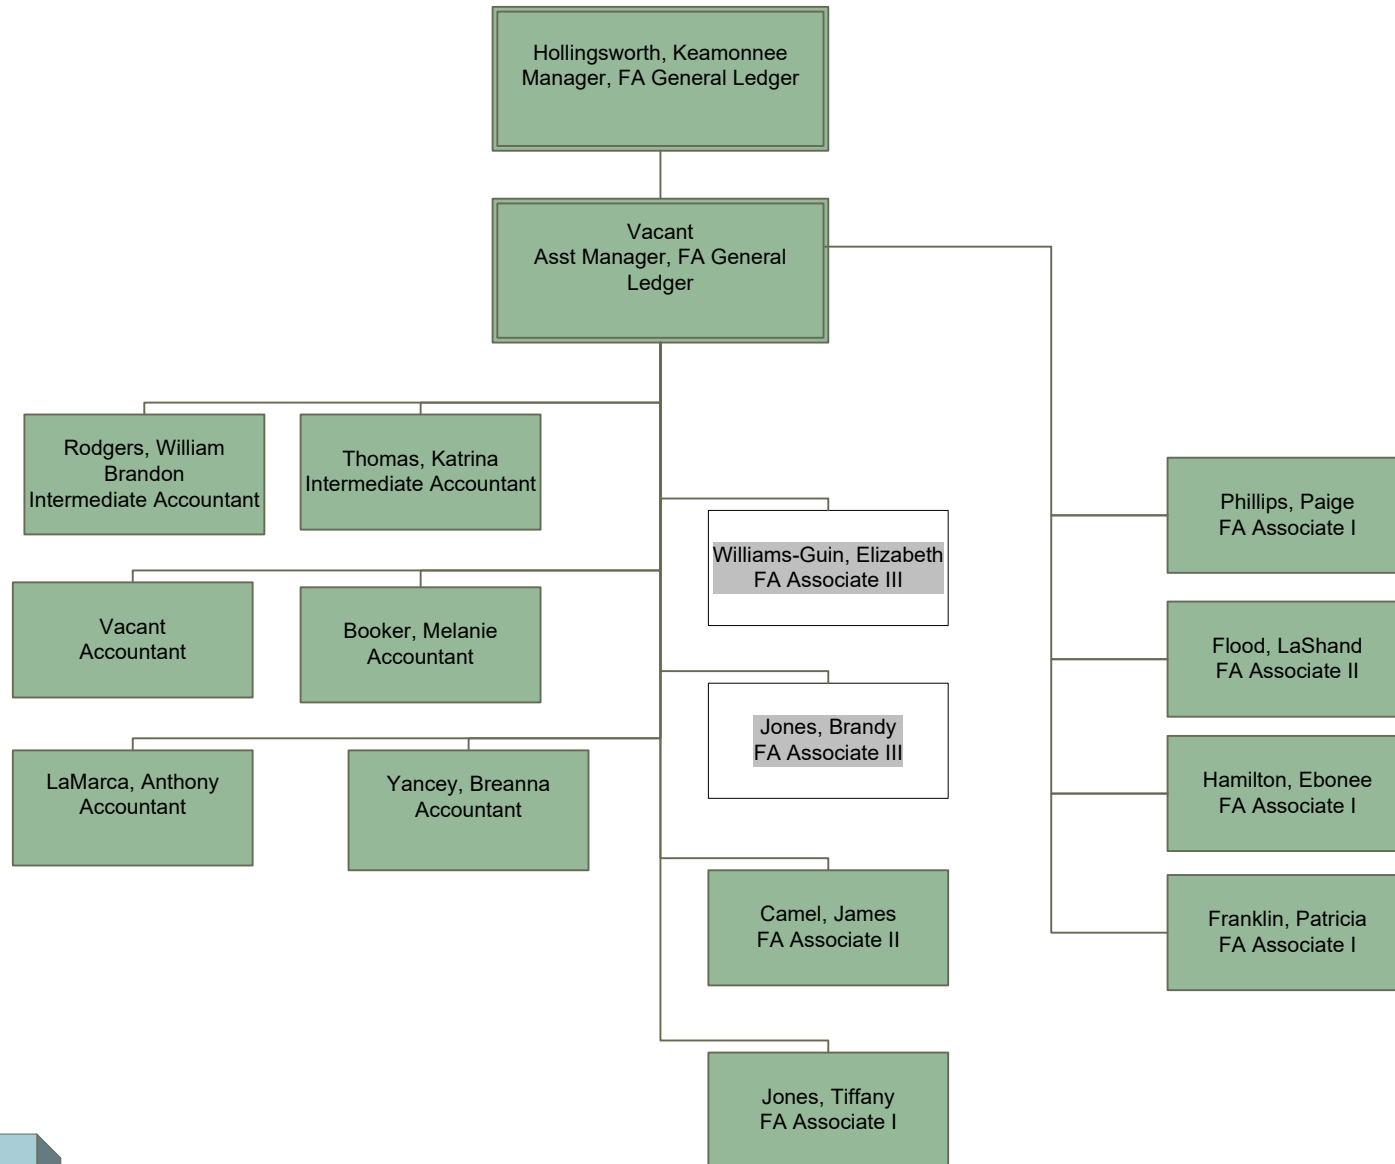 Hollingsworth, Keamonnee
Manager, FA General Ledger
Vacant
Asst Manager, FA General
Ledger
Rodgers, William
Brandon
Intermediate Accountant
Thomas, Katrina
Intermediate Accountant
Williams-Guin, Elizabeth
FA Associate III
Phillips, Paige
FA Associate I
Vacant
Accountant
Booker, Melanie
Accountant
Flood, LaShand
FA Associate II
Jones, Brandy
FA Associate III
LaMarca, Anthony
Accountant
Yancey, Breanna
Accountant
Hamilton, Ebonee
FA Associate I
Camel, James
FA Associate II
Franklin, Patricia
FA Associate I
Jones, Tiffany
FA Associate I